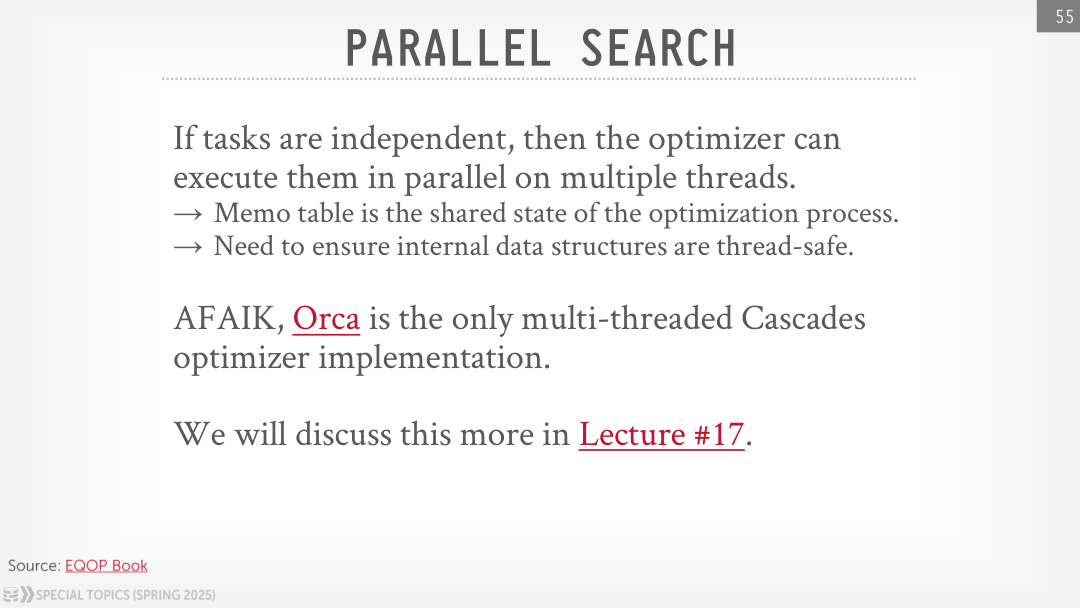 55
PARALLEL SEARCH
If tasks are independent, then the optimizer can
execute them in parallel on multiple threads.
→ Memo table is the shared state of the optimization process.
→ Need to ensure internal data structures are thread-safe.
AFAIK, Orca is the only multi-threaded Cascades
optimizer implementation.
We will discuss this more in Lecture #17.
Source: EQOP Book
SPECIAL TOPICS (SPRING 2025)